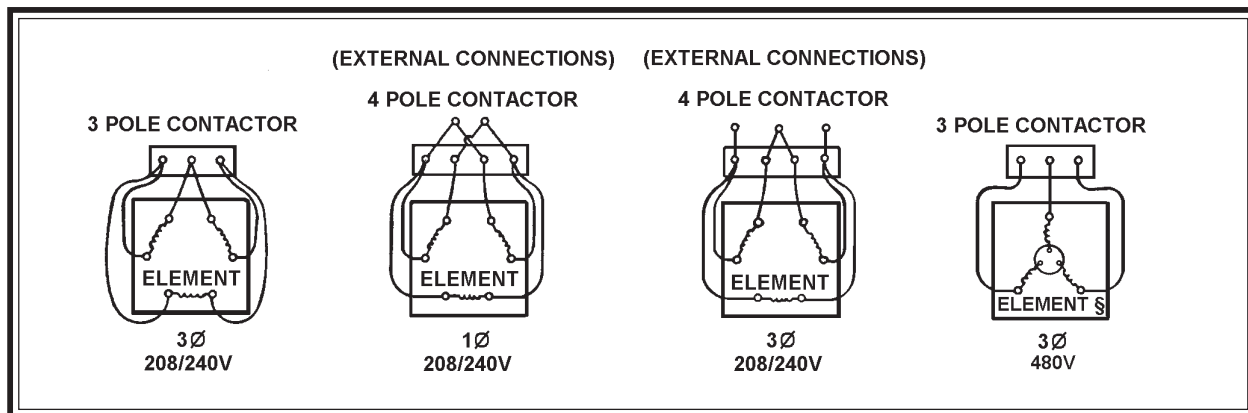 (EXTERNAL CONNECTIONS) (EXTERNAL CONNECTIONS)
3 POLE CONTACTOR
4 POLE CONTACTOR
4 POLE CONTACTOR
3 POLE CONTACTOR
ELEMENT
ELEMENT
ELEMENT
ELEMENT §
3Ø
208/240V
1Ø
208/240V
3Ø
208/240V
3Ø
480V